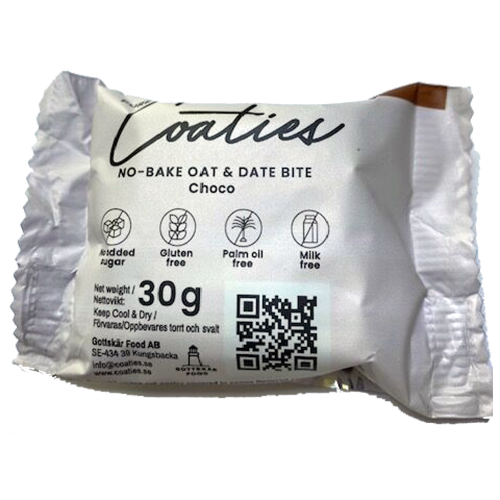 Coaties
NO-BAKE OAT & DATE BITE
Choco
added
sugar
Gluten
free
Palm oil
free
Milk
free
Net weight /
Nettovikt:
30g
Keep Cool & Dry /
Förvaras/Oppbevares torrt och svalt
Gottskär Food AB
SE-434 39 Kungsbacka
info@coaties.se
www.coaties.se
GOTTSKÄR
FOOD